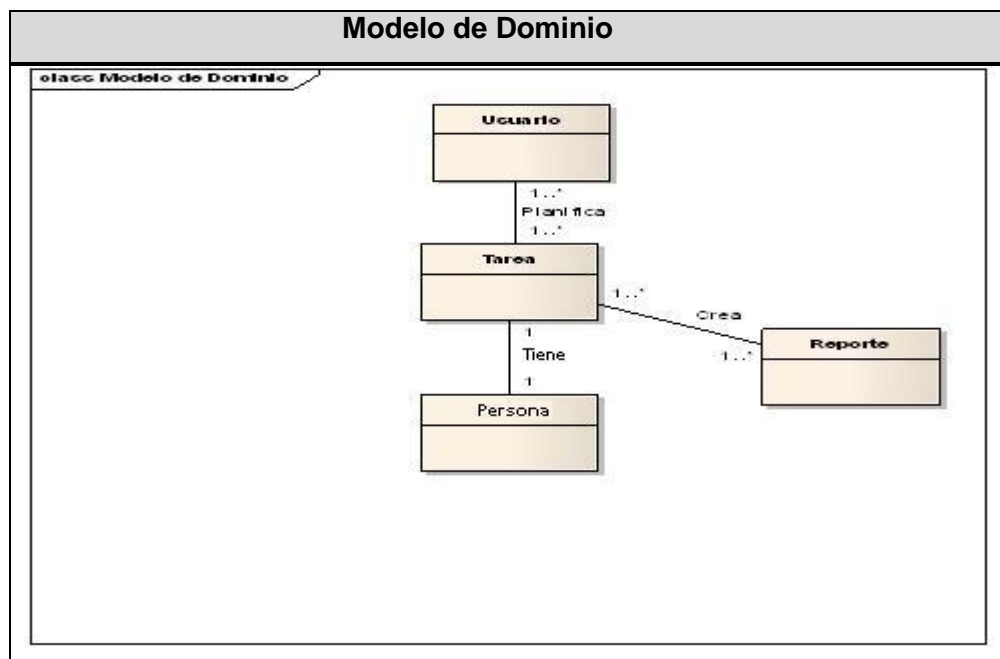 Modelo de Dominio
class Modelo de Dominio
Usuario
1..*
Planifica
1..*
Tarea
1..*
Crea
1..*
Reporte
1
Tiene
1
Persona